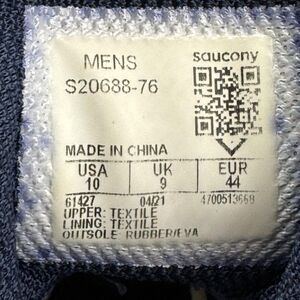 MENS saucony
S20688-76
MADE IN CHINA
USA UK EUR
10 9 44
61427 04/21 4700513669
UPPER: TEXTILE
LINING: TEXTILE
OUTSOLE: RUBBER/EVA